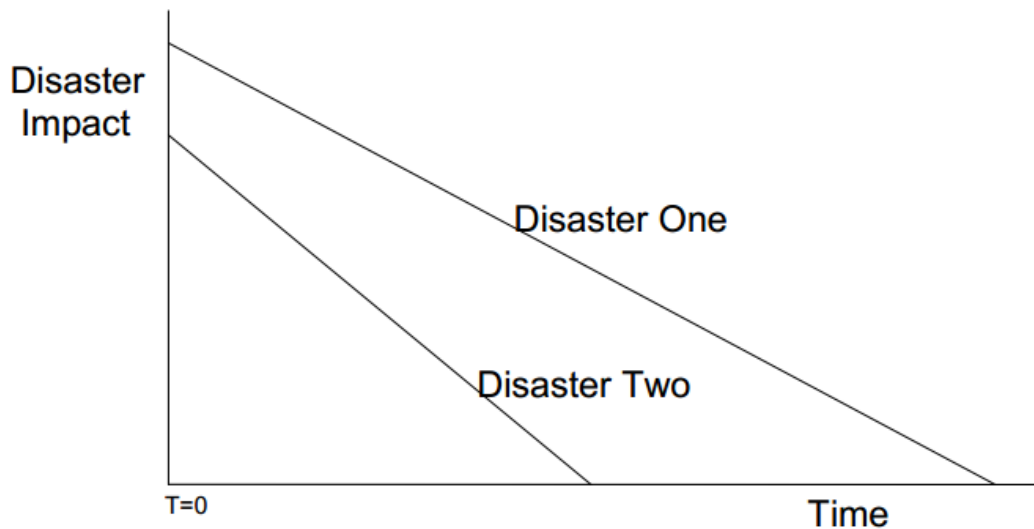 Disaster
Impact
Disaster One
Disaster Two
T=0
Time